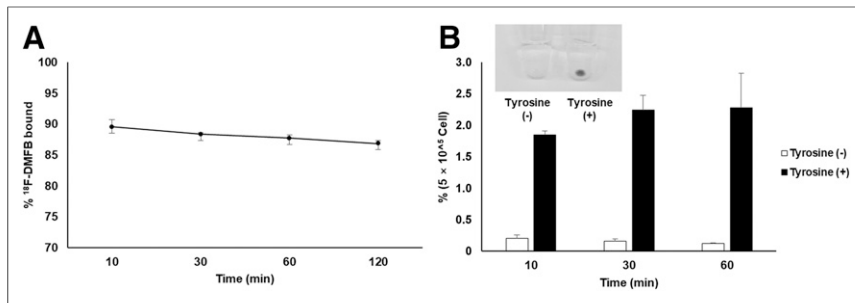 A
100
95
90
85
80
75
70
% ¹⁸F-DMFB bound
10 30 60 120
Time (min)
B
Tyrosine Tyrosine
(-) (+)
3.0
2.5
2.0
1.5
1.0
0.5
0
% (5 × 10^5 Cell)
10 30 60
Time (min)
Tyrosine (-)
Tyrosine (+)